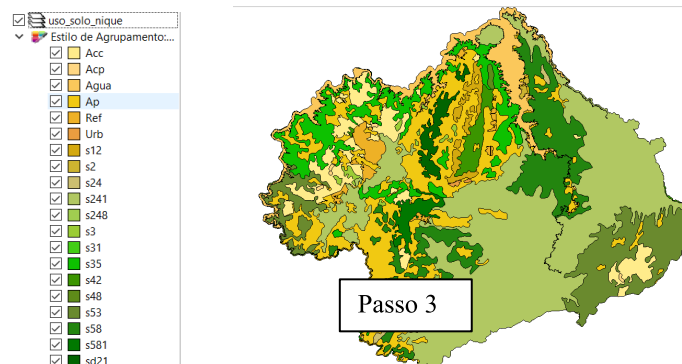 uso_solo_nique
Estilo de Agrupamento:...
Acc
Acp
Agua
Ap
Ref
Urb
s12
s2
s24
s241
s248
s3
s31
s35
s42
s48
s53
s58
s581
sd21
Passo 3